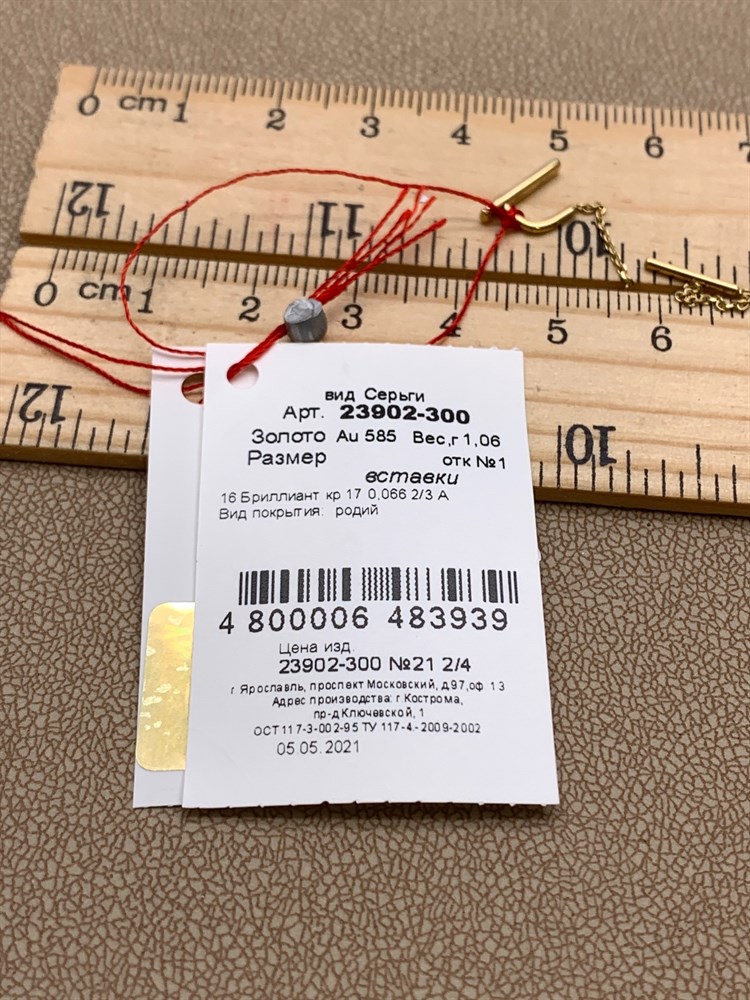 0 cm 1 2 3 4 5 6 7
12 11 10
0 cm 1 2 3 4 5 6
12 10
вид Серьги
Арт. 23902-300
Золото Au 585 Вес,г 1,06
Размер отк №1
вставки
16 Бриллиант кр 17 0,066 2/3 А
Вид покрытия: родий
4 800006 483939
Цена изд.
23902-300 №21 2/4
г Ярославль, проспект Московский, д97,оф 13
Адрес производства: г.Кострома,
пр-д Ключевской, 1
ОСТ 117-3-002-95 ТУ 117-4.-2009-2002
05.05.2021